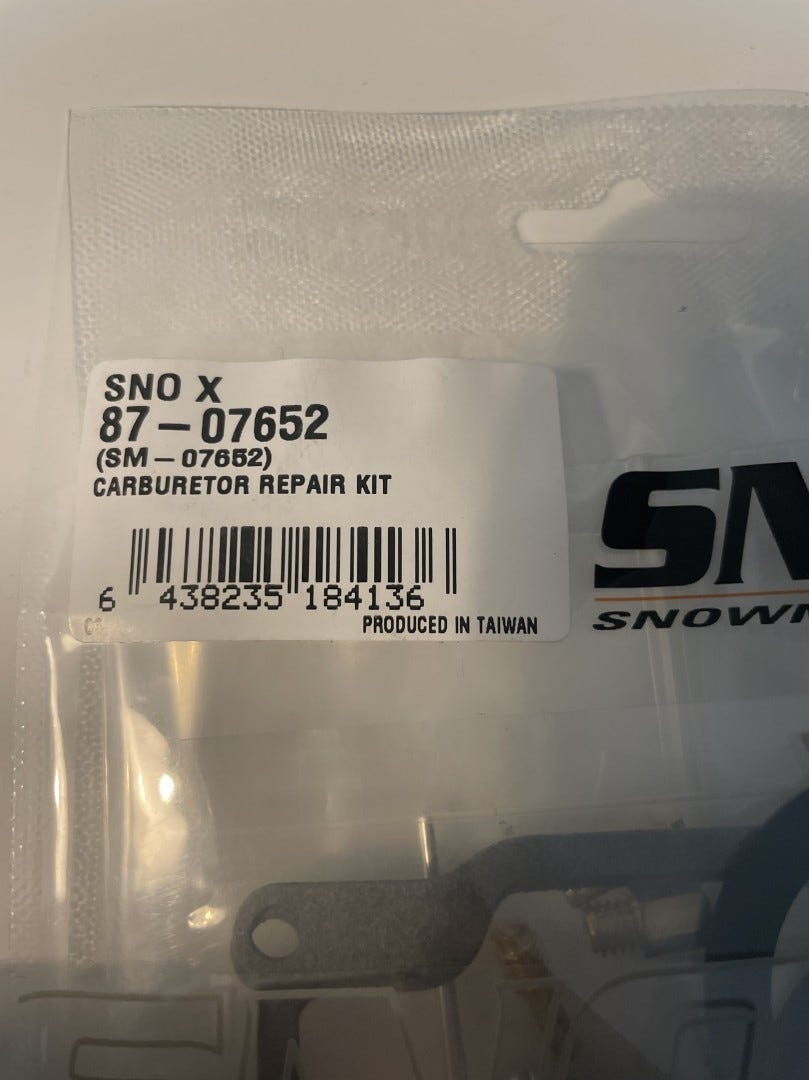 SNO X
87-07652
(SM-07652)
CARBURETOR REPAIR KIT
6 438235 184136
PRODUCED IN TAIWAN